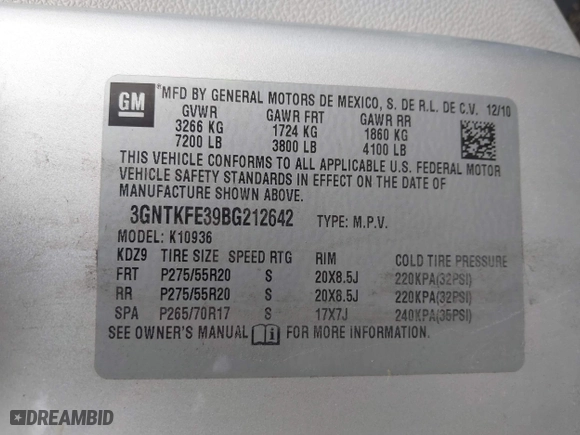 GM
MFD BY GENERAL MOTORS DE MEXICO, S. DE R.L. DE C.V. 12/10
GVWR GAWR FRT GAWR RR
3266 KG 1724 KG 1860 KG
7200 LB 3800 LB 4100 LB
THIS VEHICLE CONFORMS TO ALL APPLICABLE U.S. FEDERAL MOTOR
VEHICLE SAFETY STANDARDS IN EFFECT ON THE DATE OF
MANUFACTURE SHOWN ABOVE.
3GNTKFE39BG212642 TYPE: M.P.V.
MODEL: K10936
KDZ9 TIRE SIZE SPEED RTG RIM COLD TIRE PRESSURE
FRT P275/55R20 S 20X8.5J 220KPA(32PSI)
RR P275/55R20 S 20X8.5J 220KPA(32PSI)
SPA P265/70R17 S 17X7J 240KPA(35PSI)
SEE OWNER'S MANUAL FOR MORE INFORMATION.
DREAMBID